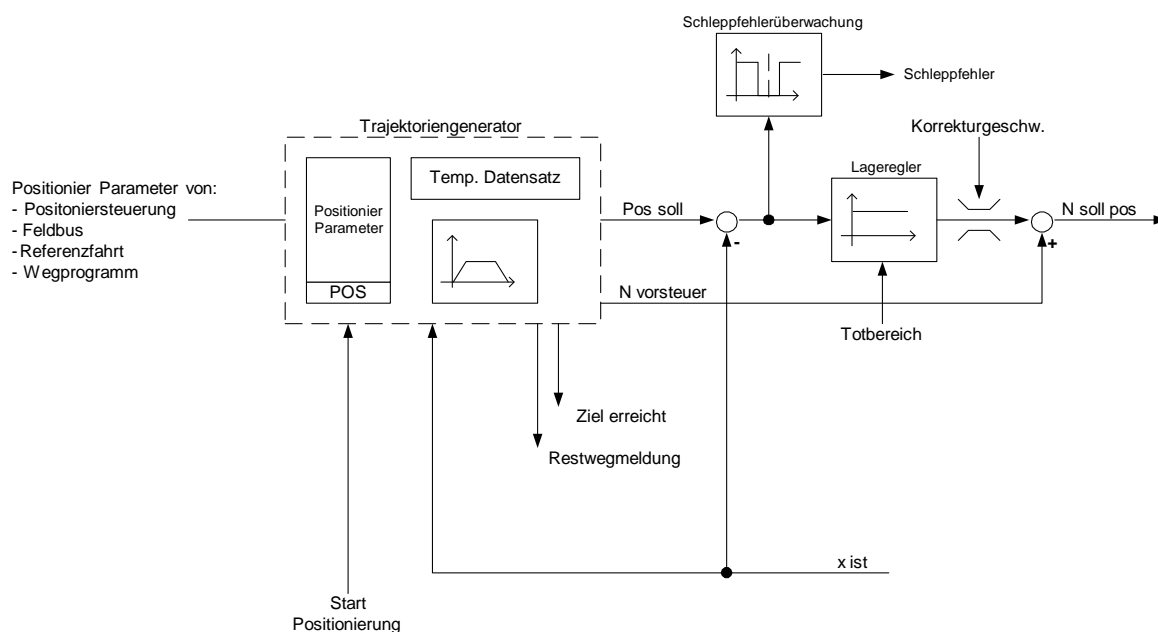 Schleppfehlerüberwachung
Schleppfehler
Trajektoriengenerator
Korrekturgeschw.
Temp. Datensatz
Lageregler
Positionier Parameter von:
- Positoniersteuerung
- Feldbus
-Referenzfahrt
- Wegprogramm
Positionier
Parameter
POS
Pos soll
-
N soll pos
+
N vorsteuer
Totbereich
Ziel erreicht
Restwegmeldung
x ist
Start
Positionierung